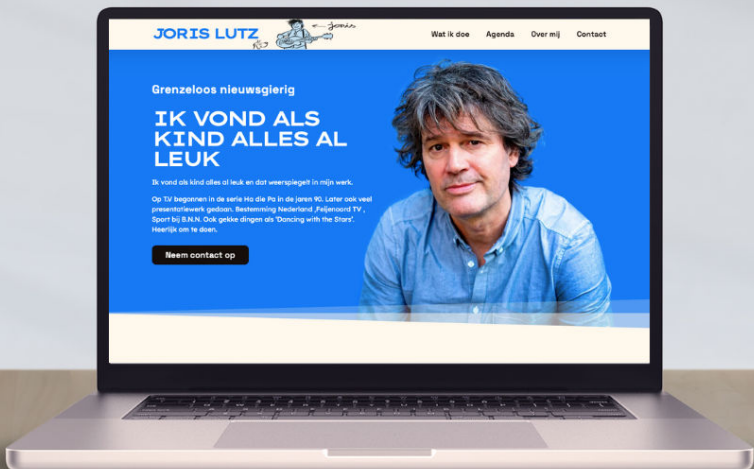 JORIS LUTZ
Joris
Wat ik doe Agenda Over mij Contact
Grenzeloos nieuwsgierig
IK VOND ALS
KIND ALLES AL
LEUK
Ik vond als kind alles al leuk en dat weerspiegelt in mijn werk.
Op T.V begonnen in de serie Ha die Pa in de jaren 90. Later ook veel
presentatiewerk gedaan. Bestemming Nederland ,Feijenoord TV ,
Sport bij B.N.N. Ook gekke dingen als 'Dancing with the Stars'.
Heerlijk om te doen.
Neem contact op